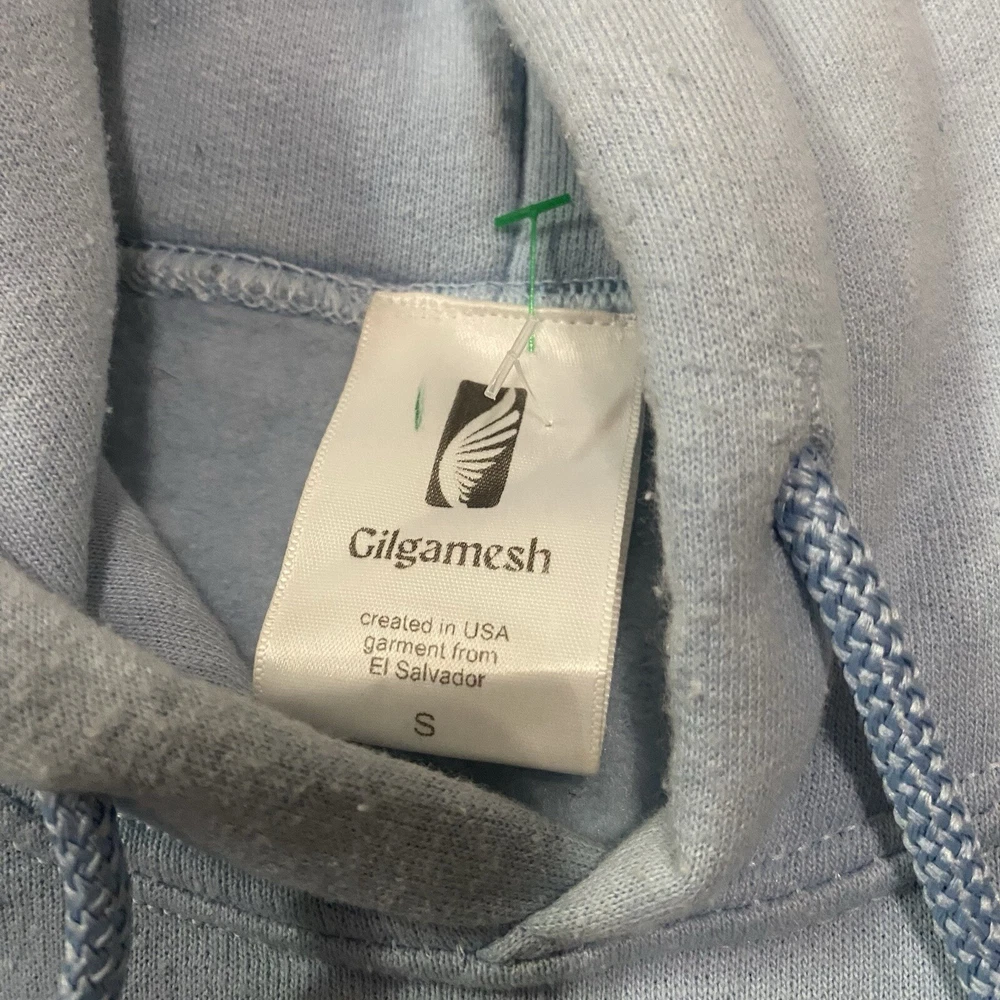 Gilgamesh
created in USA
garment from
El Salvador
S